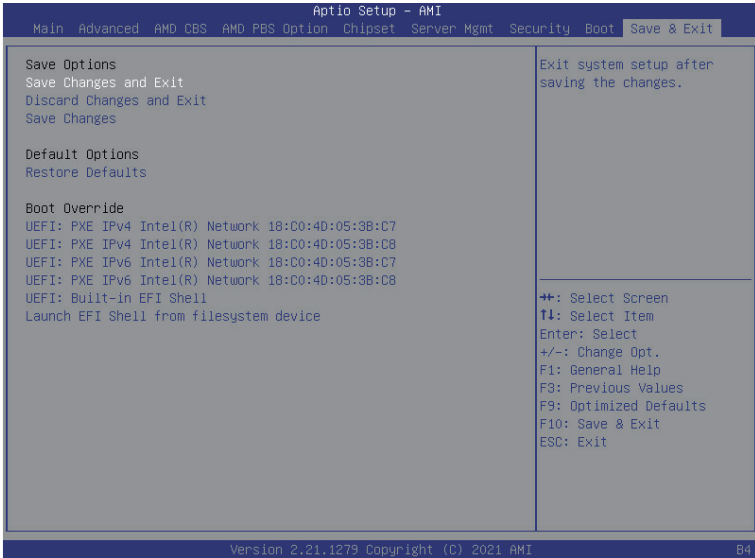 Aptio Setup – AMI
Main Advanced AMD CBS AMD PBS Option Chipset Server Mgmt Security Boot Save & Exit
Save Options
Save Changes and Exit
Discard Changes and Exit
Save Changes
Default Options
Restore Defaults
Boot Override
UEFI: PXE IPv4 Intel(R) Network 18:C0:4D:05:3B:C7
UEFI: PXE IPv4 Intel(R) Network 18:C0:4D:05:3B:C8
UEFI: PXE IPv6 Intel(R) Network 18:C0:4D:05:3B:C7
UEFI: PXE IPv6 Intel(R) Network 18:C0:4D:05:3B:C8
UEFI: Built-in EFI Shell
Launch EFI Shell from filesystem device
Exit system setup after
saving the changes.
→←: Select Screen
↑↓: Select Item
Enter: Select
+/-: Change Opt.
F1: General Help
F3: Previous Values
F9: Optimized Defaults
F10: Save & Exit
ESC: Exit
Version 2.21.1279 Copyright (C) 2021 AMI
B4